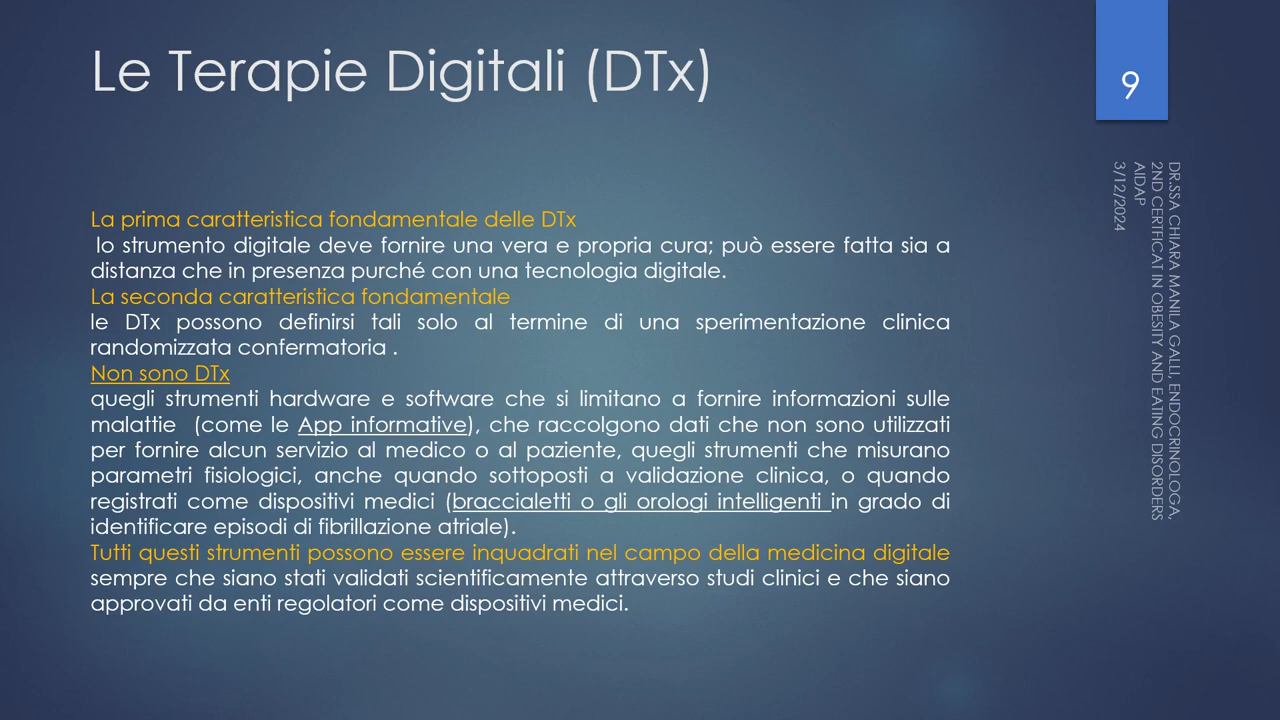 Le Terapie Digitali (DTx)
9
La prima caratteristica fondamentale delle DTx
lo strumento digitale deve fornire una vera e propria cura; può essere fatta sia a
distanza che in presenza purché con una tecnologia digitale.
La seconda caratteristica fondamentale
le DTx possono definirsi tali solo al termine di una sperimentazione clinica
randomizzata confermatoria .
Non sono DTx
quegli strumenti hardware e software che si limitano a fornire informazioni sulle
malattie (come le App informative), che raccolgono dati che non sono utilizzati
per fornire alcun servizio al medico o al paziente, quegli strumenti che misurano
parametri fisiologici, anche quando sottoposti a validazione clinica, o quando
registrati come dispositivi medici (braccialetti o gli orologi intelligenti in grado di
identificare episodi di fibrillazione atriale).
Tutti questi strumenti possono essere inquadrati nel campo della medicina digitale
sempre che siano stati validati scientificamente attraverso studi clinici e che siano
approvati da enti regolatori come dispositivi medici.
DR.SSA CHIARA MANILA GALLI, ENDOCRINOLOGA,
2ND CERTIFICAT IN OBESITY AND EATING DISORDERS
AIDAP
3/12/2024